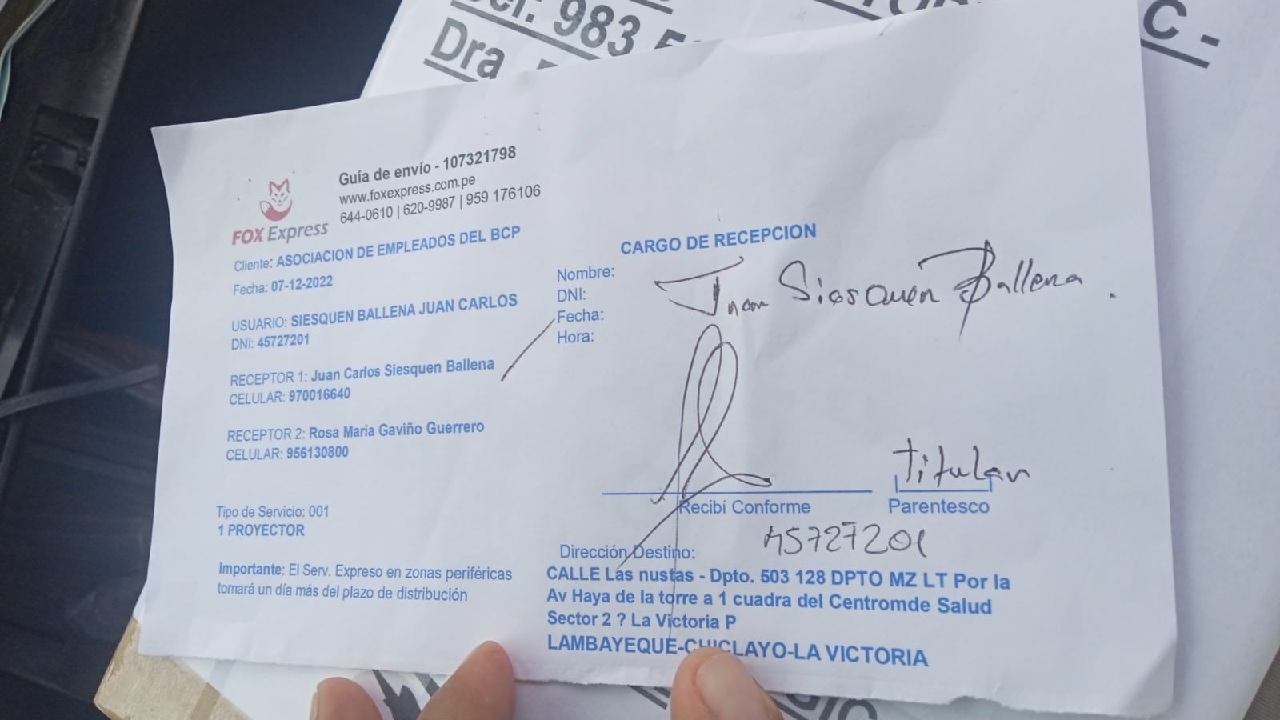 cel: 983
Dra
C.
Guía de envío - 107321798
www.foxexpress.com.pe
644-0610 | 620-9987 | 959 176106
FOX Express
Cliente: ASOCIACION DE EMPLEADOS DEL BCP
Fecha: 07-12-2022
USUARIO: SIESQUEN BALLENA JUAN CARLOS
DNI: 45727201
RECEPTOR 1: Juan Carlos Siesquen Ballena
CELULAR: 970016640
RECEPTOR 2: Rosa Maria Gaviño Guerrero
CELULAR: 956130800
Tipo de Servicio: 001
1 PROYECTOR
Importante: El Serv. Expreso en zonas periféricas
tomará un día más del plazo de distribución
CARGO DE RECEPCION
Nombre: Juan Siesquen Ballena.
DNI:
Fecha:
Hora:
Titular
Recibí Conforme Parentesco
45727201
Dirección Destino:
CALLE Las nustas - Dpto. 503 128 DPTO MZ LT Por la
Av Haya de la torre a 1 cuadra del Centromde Salud
Sector 2 ? La Victoria P
LAMBAYEQUE-CHICLAYO-LA VICTORIA